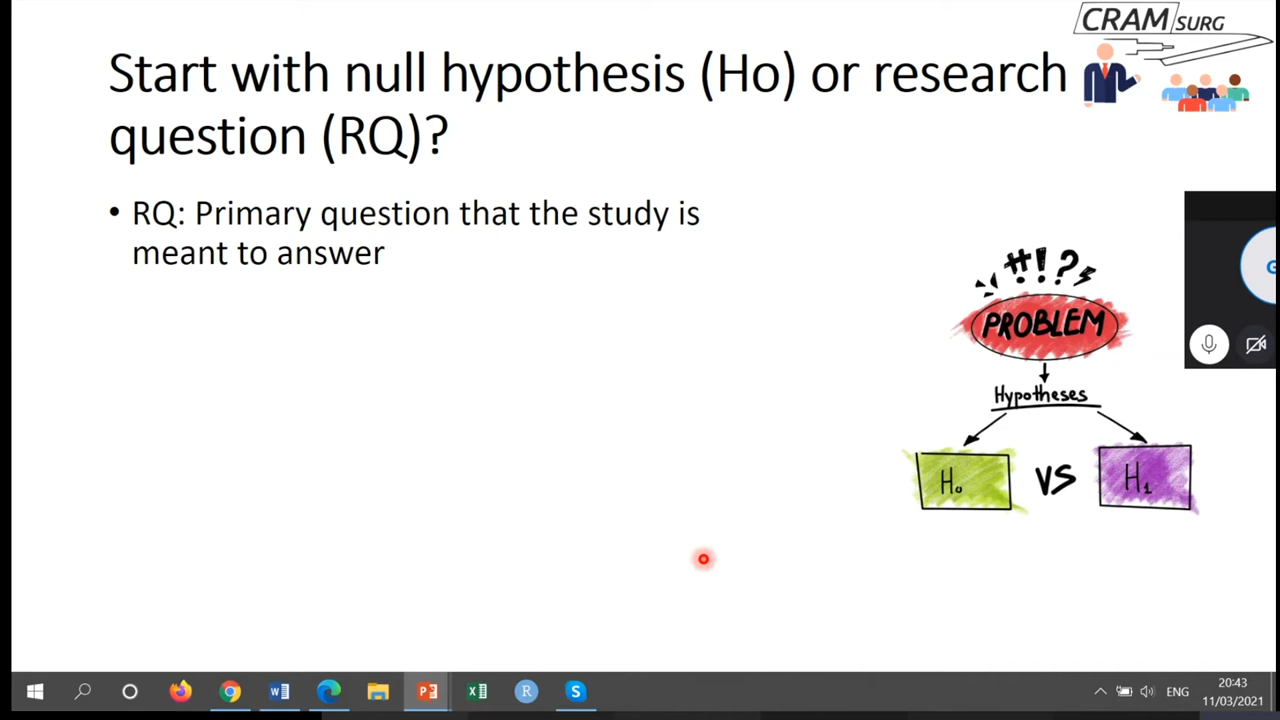 CRAM SURG
Start with null hypothesis (Ho) or research
question (RQ)?
• RQ: Primary question that the study is
meant to answer
#!?
PROBLEM
Hypotheses
H₀ VS H₁
ENG
20:43
11/03/2021